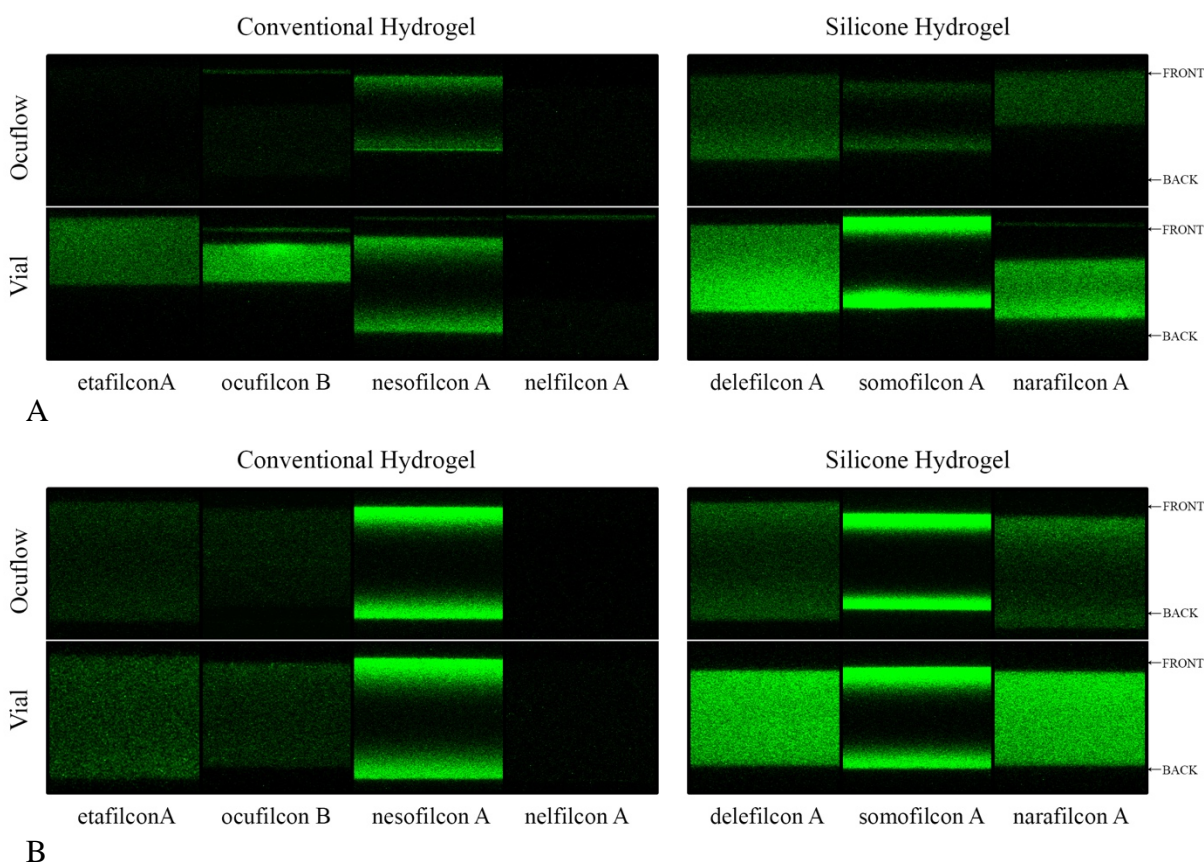 A
Conventional Hydrogel
Silicone Hydrogel
Ocuflow
FRONT
BACK
Vial
FRONT
BACK
etafilconA
ocufilcon B
nesofilcon A
nelfilcon A
delefilcon A
somofilcon A
narafilcon A
A
Conventional Hydrogel
Silicone Hydrogel
Ocuflow
FRONT
BACK
Vial
FRONT
BACK
etafilconA
ocufilcon B
nesofilcon A
nelfilcon A
delefilcon A
somofilcon A
narafilcon A
B